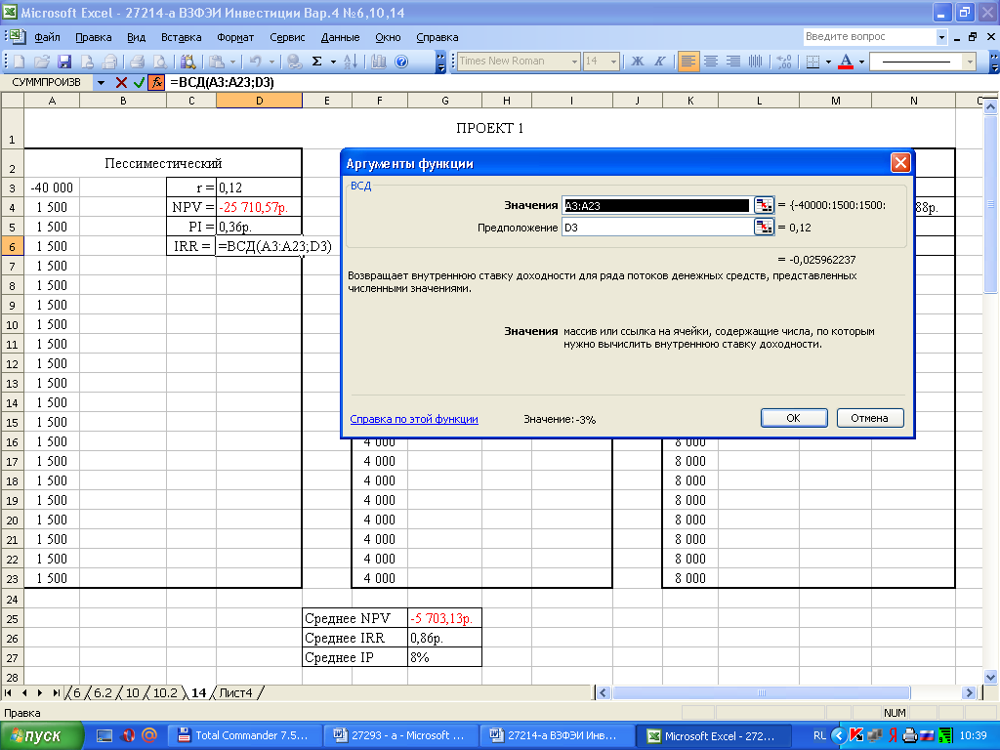 Microsoft Excel - 27214-а ВЗФЭИ Инвестиции Вар.4 №6,10,14
Файл Правка Вид Вставка Формат Сервис Данные Окно Справка Введите вопрос
Times New Roman 14 Ж К
СУММПРОИЗВ =ВСД(A3:A23;D3)
A B C D E F G H I J K L M N
1 ПРОЕКТ 1
2 Пессиместический
3 -40 000 r = 0,12
4 1 500 NPV = -25 710,57р. 88р.
5 1 500 PI = 0,36р.
6 1 500 IRR = =ВСД(A3:A23;D3)
7 1 500
8 1 500
9 1 500
10 1 500
11 1 500
12 1 500
13 1 500
14 1 500
15 1 500
16 1 500 4 000 8 000
17 1 500 4 000 8 000
18 1 500 4 000 8 000
19 1 500 4 000 8 000
20 1 500 4 000 8 000
21 1 500 4 000 8 000
22 1 500 4 000 8 000
23 1 500 4 000 8 000
24
25 Среднее NPV -5 703,13р.
26 Среднее IRR 0,86р.
27 Среднее IP 8%
28
Аргументы функции
ВСД
Значения A3:A23 = {-40000:1500:1500:
Предположение D3 = 0,12
= -0,025962237
Возвращает внутреннюю ставку доходности для ряда потоков денежных средств, представленных
численными значениями.
Значения массив или ссылка на ячейки, содержащие числа, по которым
нужно вычислить внутреннюю ставку доходности.
Справка по этой функции Значение:-3% ОК Отмена
6 6.2 10 10.2 14 Лист4
Правка NUM
пуск Total Commander 7.5... 27293 - а - Microsoft ... 27214-а ВЗФЭИ Инв... Microsoft Excel - 272... RL 10:39